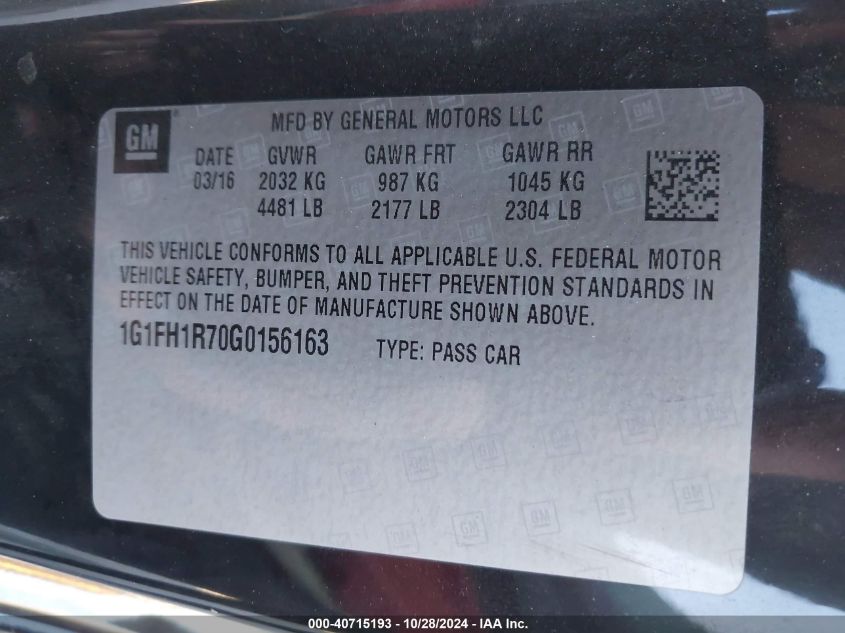 GM
MFD BY GENERAL MOTORS LLC
DATE GVWR GAWR FRT GAWR RR
03/16 2032 KG 987 KG 1045 KG
4481 LB 2177 LB 2304 LB
THIS VEHICLE CONFORMS TO ALL APPLICABLE U.S. FEDERAL MOTOR
VEHICLE SAFETY, BUMPER, AND THEFT PREVENTION STANDARDS IN
EFFECT ON THE DATE OF MANUFACTURE SHOWN ABOVE.
1G1FH1R70G0156163 TYPE: PASS CAR
000-40715193 - 10/28/2024 - IAA Inc.